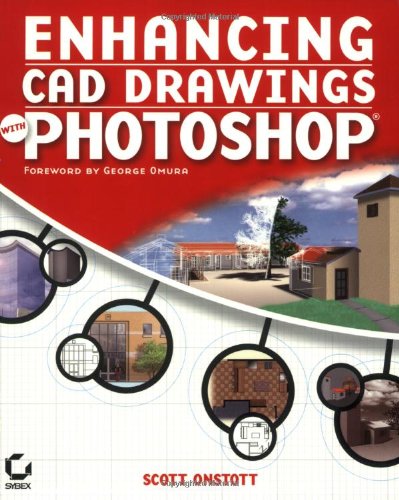 ENHANCING
CAD DRAWINGS
WITH
PHOTOSHOP®
FOREWORD BY GEORGE OMURA
SCOTT ONSTOTT
SYBEX